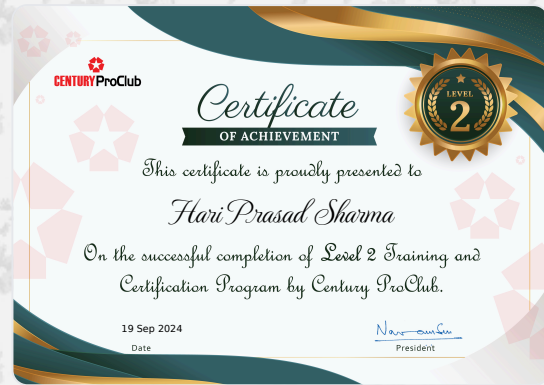 CENTURY ProClub
LEVEL
2
Certificate
OF ACHIEVEMENT
This certificate is proudly presented to
Hari Prasad Sharma
On the successful completion of Level 2 Training and
Certification Program by Century ProClub.
19 Sep 2024
Date
President